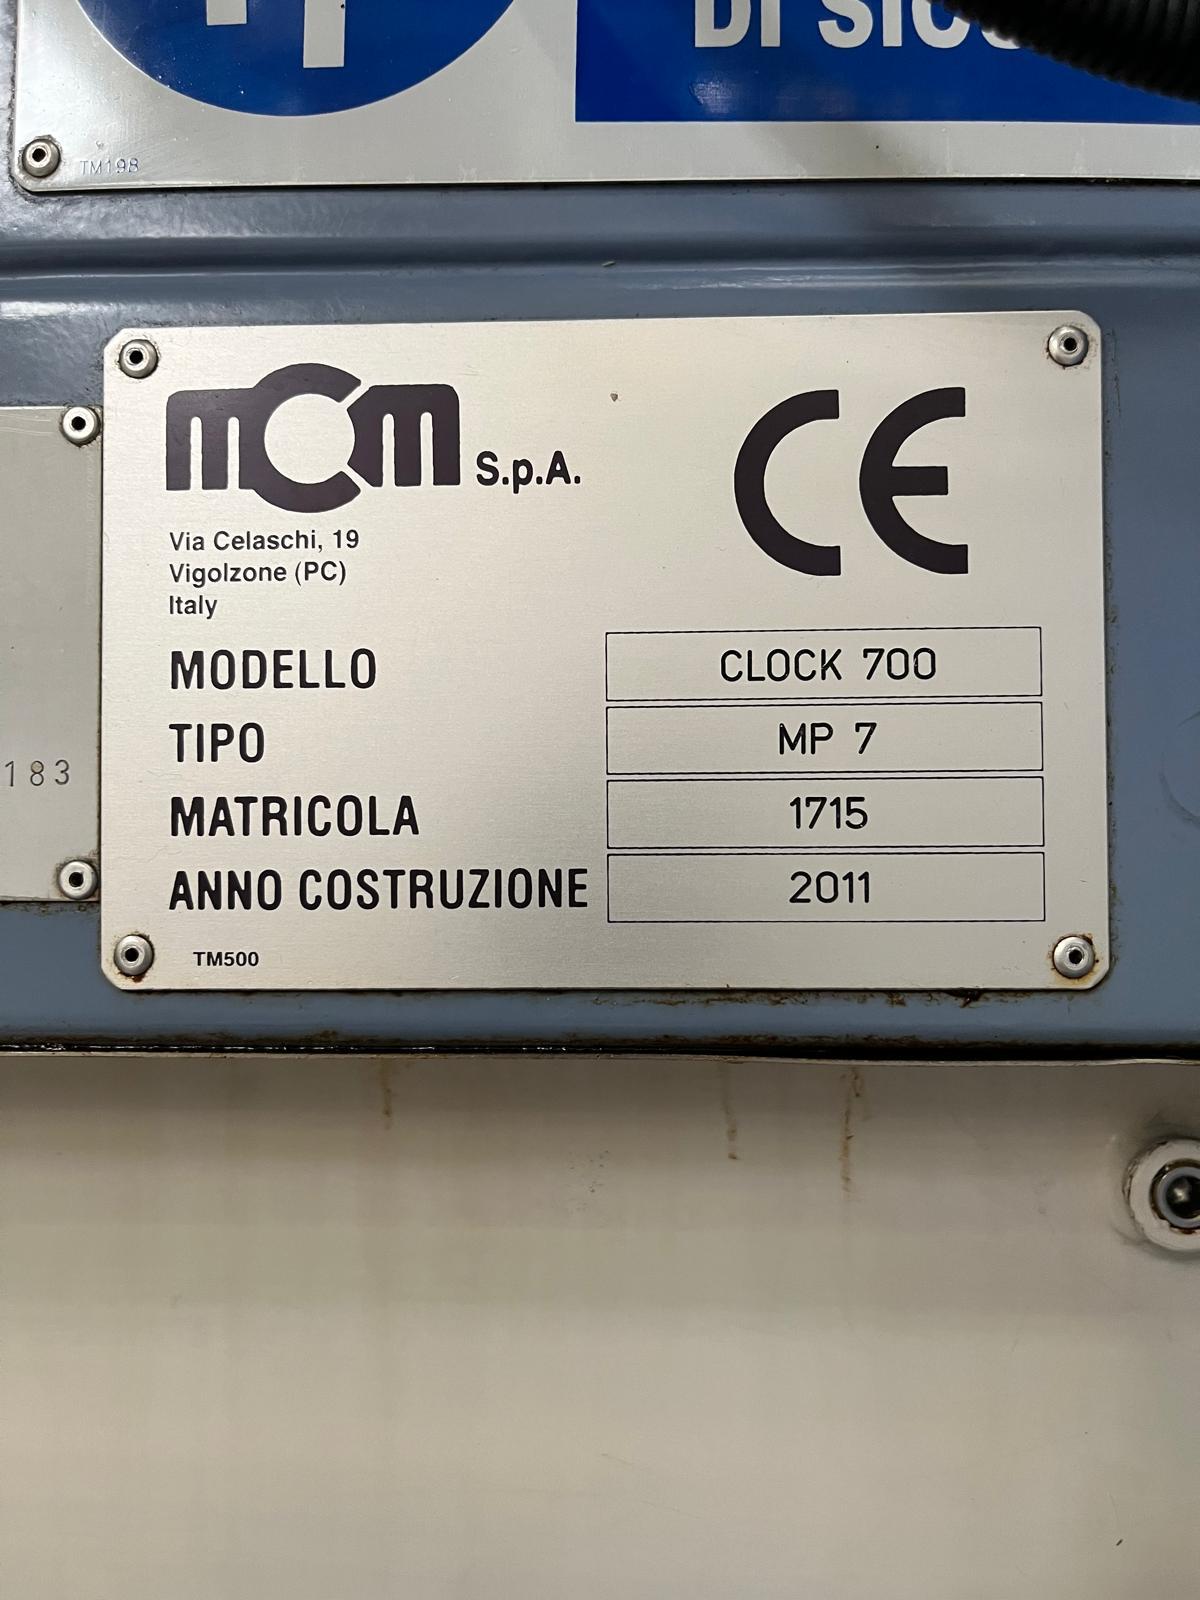 DI SIC
TM198
mcm S.p.A.
CE
Via Celaschi, 19
Vigolzone (PC)
Italy
MODELLO CLOCK 700
TIPO MP 7
183
MATRICOLA 1715
ANNO COSTRUZIONE 2011
TM500